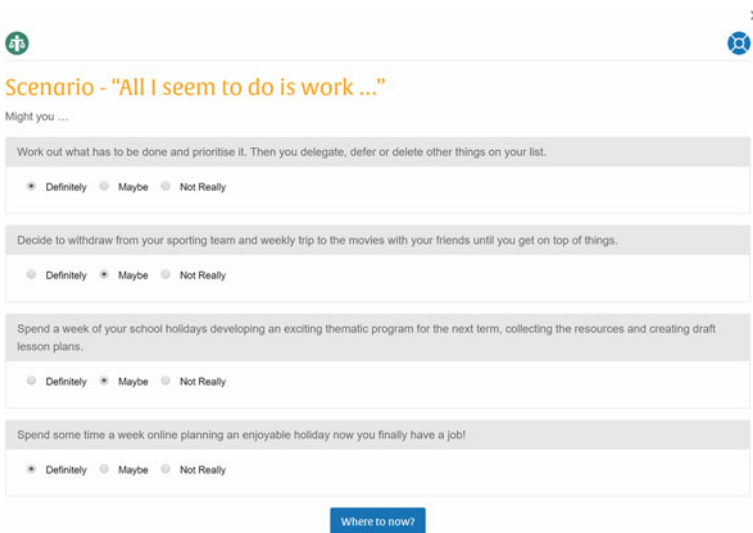 Scenario - “All I seem to do is work ...”
Might you ...
Work out what has to be done and prioritise it. Then you delegate, defer or delete other things on your list.
Definitely Maybe Not Really
Decide to withdraw from your sporting team and weekly trip to the movies with your friends until you get on top of things.
Definitely Maybe Not Really
Spend a week of your school holidays developing an exciting thematic program for the next term, collecting the resources and creating draft
lesson plans.
Definitely Maybe Not Really
Spend some time a week online planning an enjoyable holiday now you finally have a job!
Definitely Maybe Not Really
Where to now?